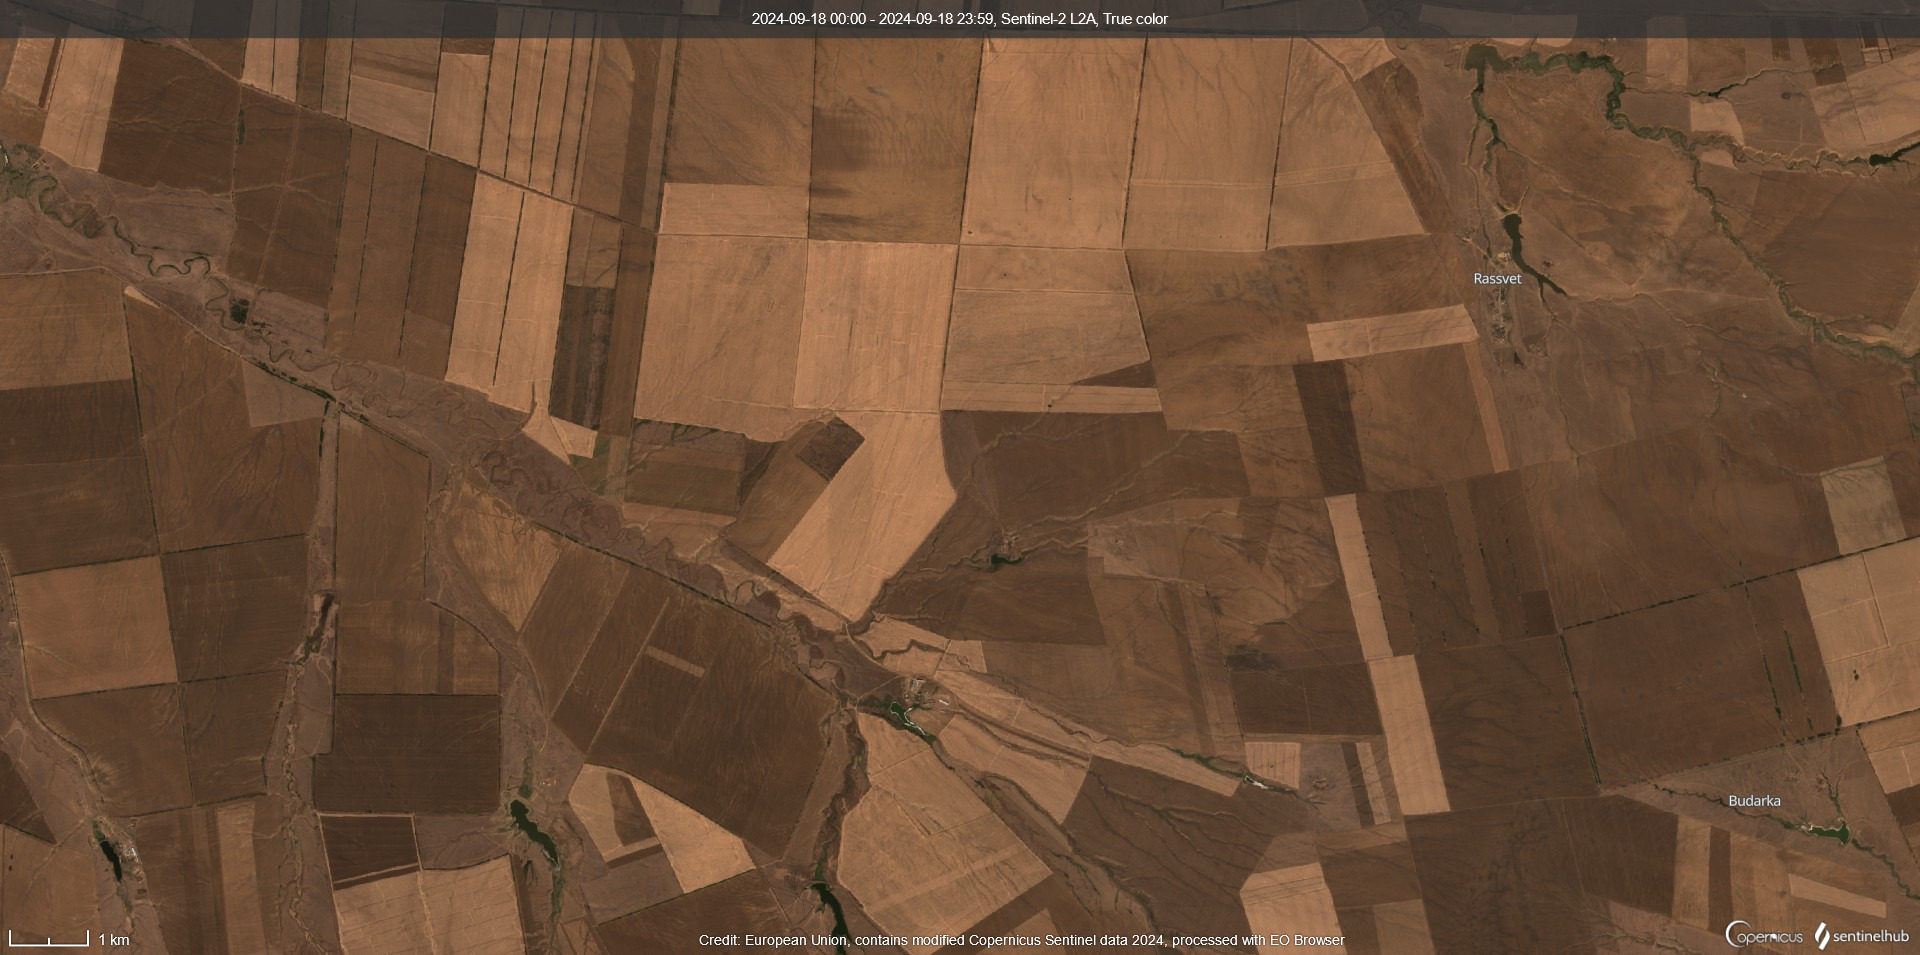 2024-09-18 00:00 - 2024-09-18 23:59, Sentinel-2 L2A, True color
Rassvet
Budarka
1 km
Credit: European Union, contains modified Copernicus Sentinel data 2024, processed with EO Browser
Copernicus
sentinelhub